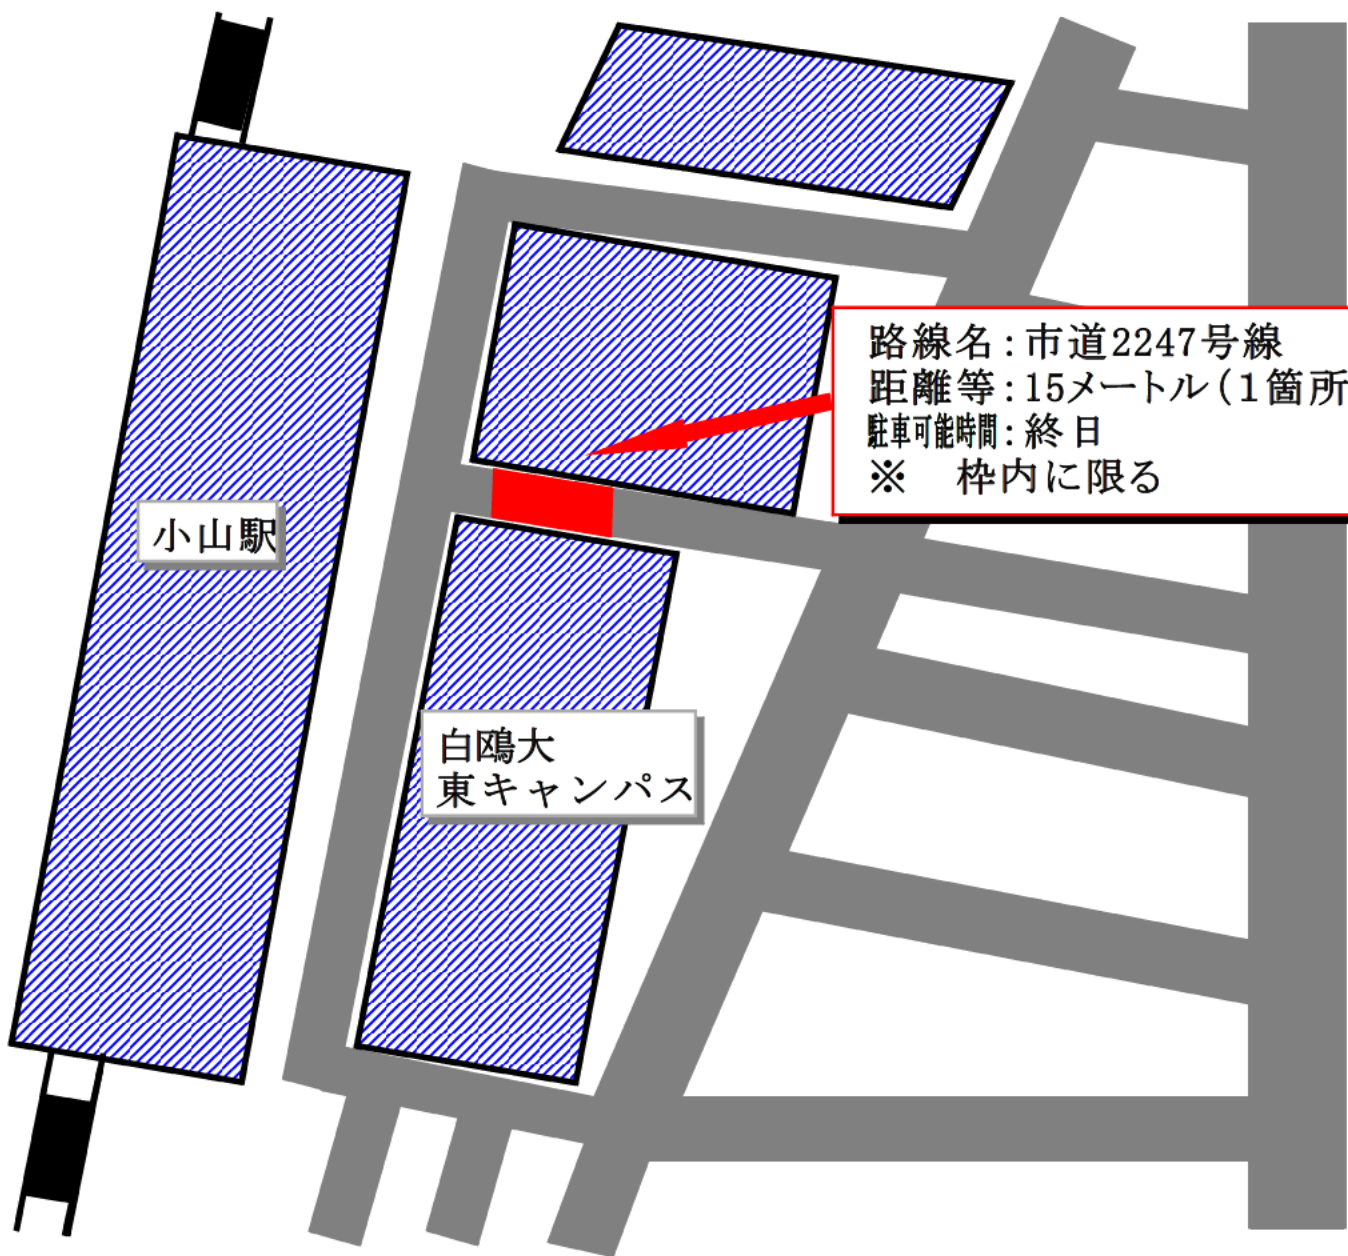 路線名:市道2247号線
距離等:15メートル(1箇所
駐車可能時間:終日
※ 枠内に限る
小山駅
白鴎大
東キャンパス